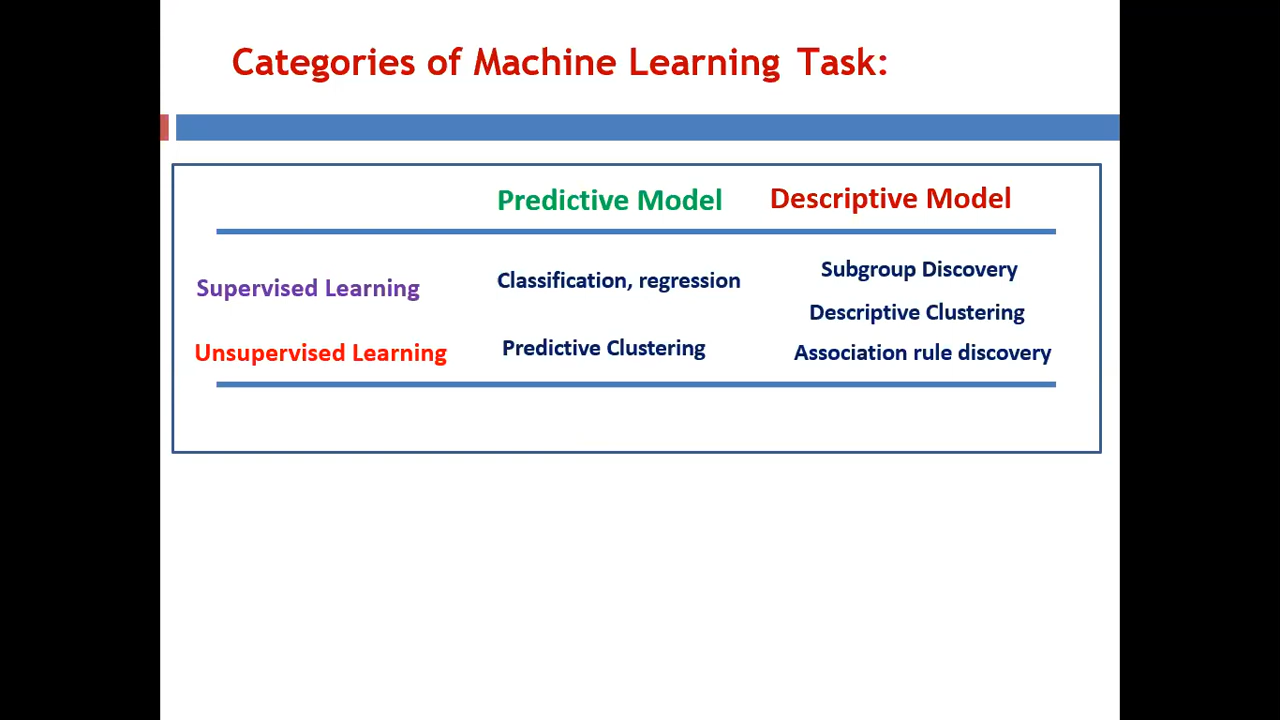 Categories of Machine Learning Task:
Predictive Model Descriptive Model
Supervised Learning Classification, regression Subgroup Discovery
Descriptive Clustering
Unsupervised Learning Predictive Clustering Association rule discovery